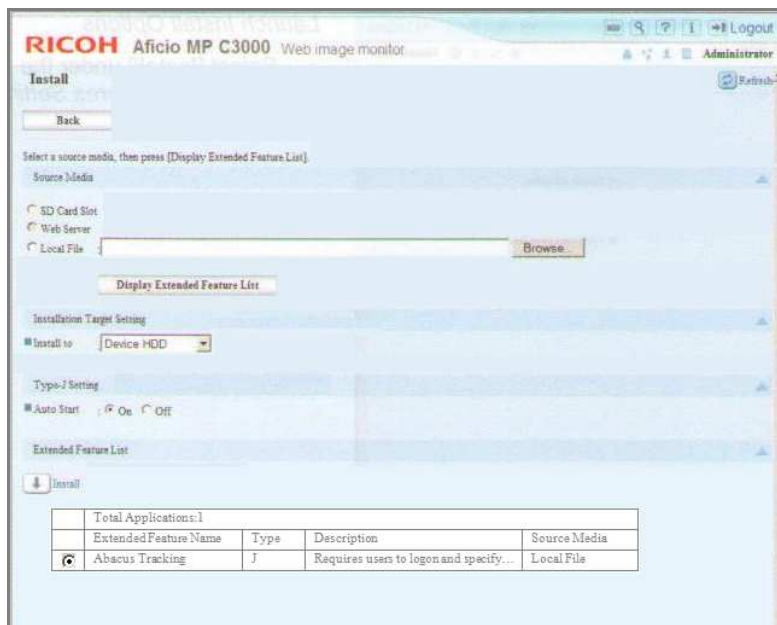 Logout
RICOH Aficio MP C3000 Web image monitor
Administrator
Install
Refresh
Back
Select a source media, then press [Display Extended Feature List].
Source Media
SD Card Slot
Web Server
Local File :
Browse...
Display Extended Feature List
Installation Target Setting
Install to : Device HDD
Type-J Setting
Auto Start : On Off
Extended Feature List
Install
Total Applications:1
Extended Feature Name Type Description Source Media
Abacus Tracking J Requires users to logon and specify... Local File